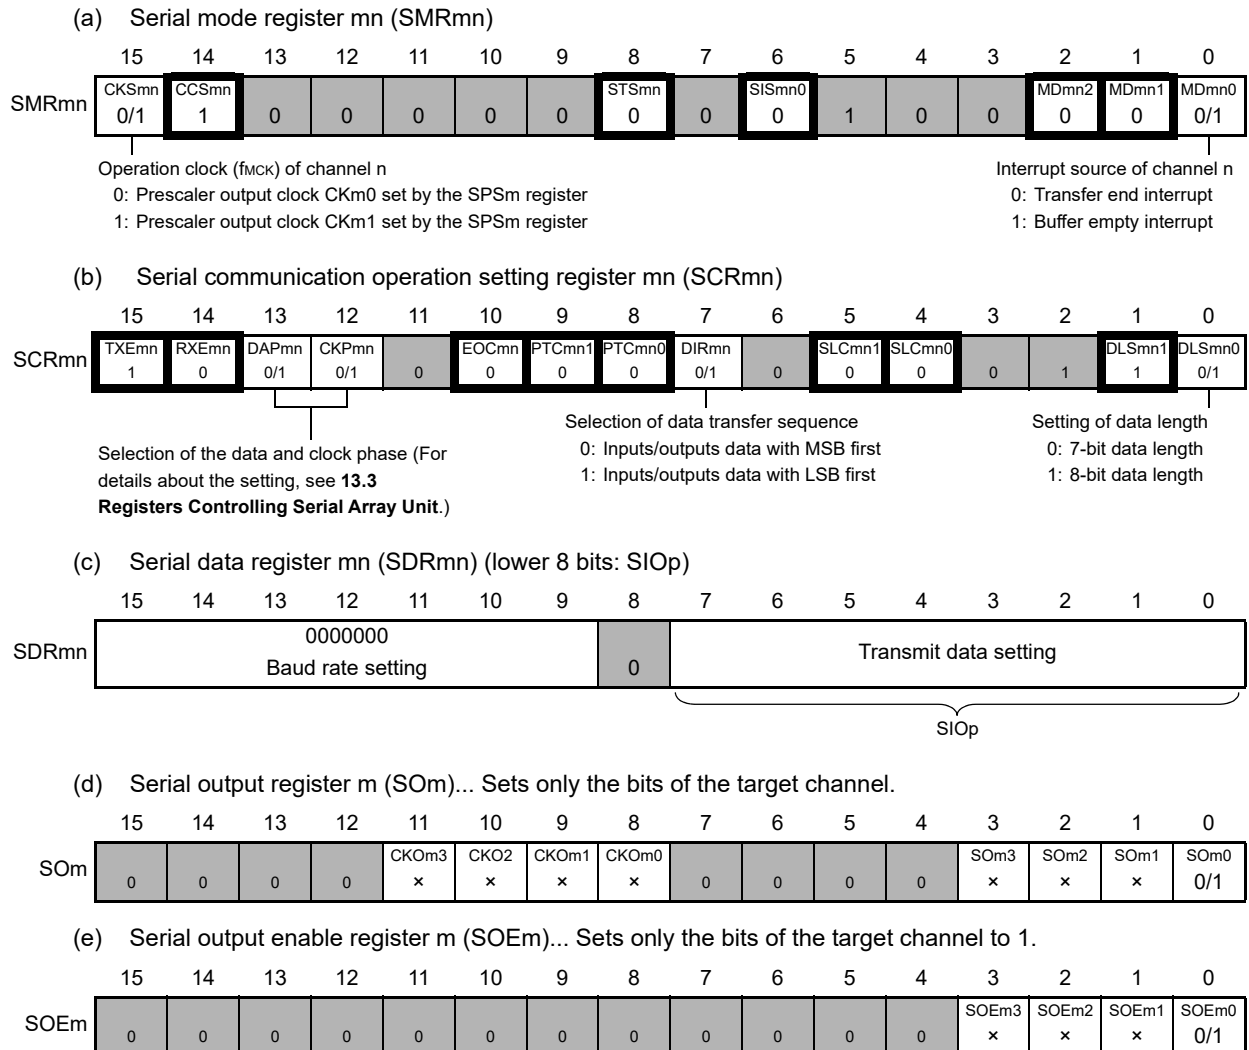 (a) Serial mode register mn (SMRmn)
15 14 13 12 11 10 9 8 7 6 5 4 3 2 1 0
SMRmn CKSmn CCSmn STSmn SISmn0 MDmn2 MDmn1 MDmn0
0/1 1 0 0 0 0 0 0 0 0 1 0 0 0 0 0/1
Operation clock (fMCK) of channel n
0: Prescaler output clock CKm0 set by the SPSm register
1: Prescaler output clock CKm1 set by the SPSm register
Interrupt source of channel n
0: Transfer end interrupt
1: Buffer empty interrupt
(b) Serial communication operation setting register mn (SCRmn)
15 14 13 12 11 10 9 8 7 6 5 4 3 2 1 0
SCRmn TXEmn RXEmn DAPmn CKPmn EOCmn PTCmn1 PTCmn0 DIRmn SLCmn1 SLCmn0 DLSmn1 DLSmn0
1 0 0/1 0/1 0 0 0 0 0/1 0 0 0 0 1 1 0/1
Selection of the data and clock phase (For
details about the setting, see 13.3
Registers Controlling Serial Array Unit.)
Selection of data transfer sequence
0: Inputs/outputs data with MSB first
1: Inputs/outputs data with LSB first
Setting of data length
0: 7-bit data length
1: 8-bit data length
(c) Serial data register mn (SDRmn) (lower 8 bits: SIOp)
15 14 13 12 11 10 9 8 7 6 5 4 3 2 1 0
SDRmn
0000000
Baud rate setting
0
Transmit data setting
SIOp
(d) Serial output register m (SOm)... Sets only the bits of the target channel.
15 14 13 12 11 10 9 8 7 6 5 4 3 2 1 0
SOm CKOm3 CKO2 CKOm1 CKOm0 SOm3 SOm2 SOm1 SOm0
0 0 0 0 × × × × 0 0 0 0 × × × 0/1
(e) Serial output enable register m (SOEm)... Sets only the bits of the target channel to 1.
15 14 13 12 11 10 9 8 7 6 5 4 3 2 1 0
SOEm SOEm3 SOEm2 SOEm1 SOEm0
0 0 0 0 0 0 0 0 0 0 0 0 × × × 0/1